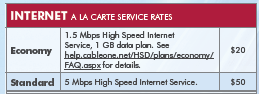 INTERNET A LA CARTE SERVICE RATES
Economy 1.5 Mbps High Speed Internet Service, 1 GB data plan. See help.cableone.net/HSD/plans/economy/FAQ.aspx for details. $20
Standard 5 Mbps High Speed Internet Service. $50